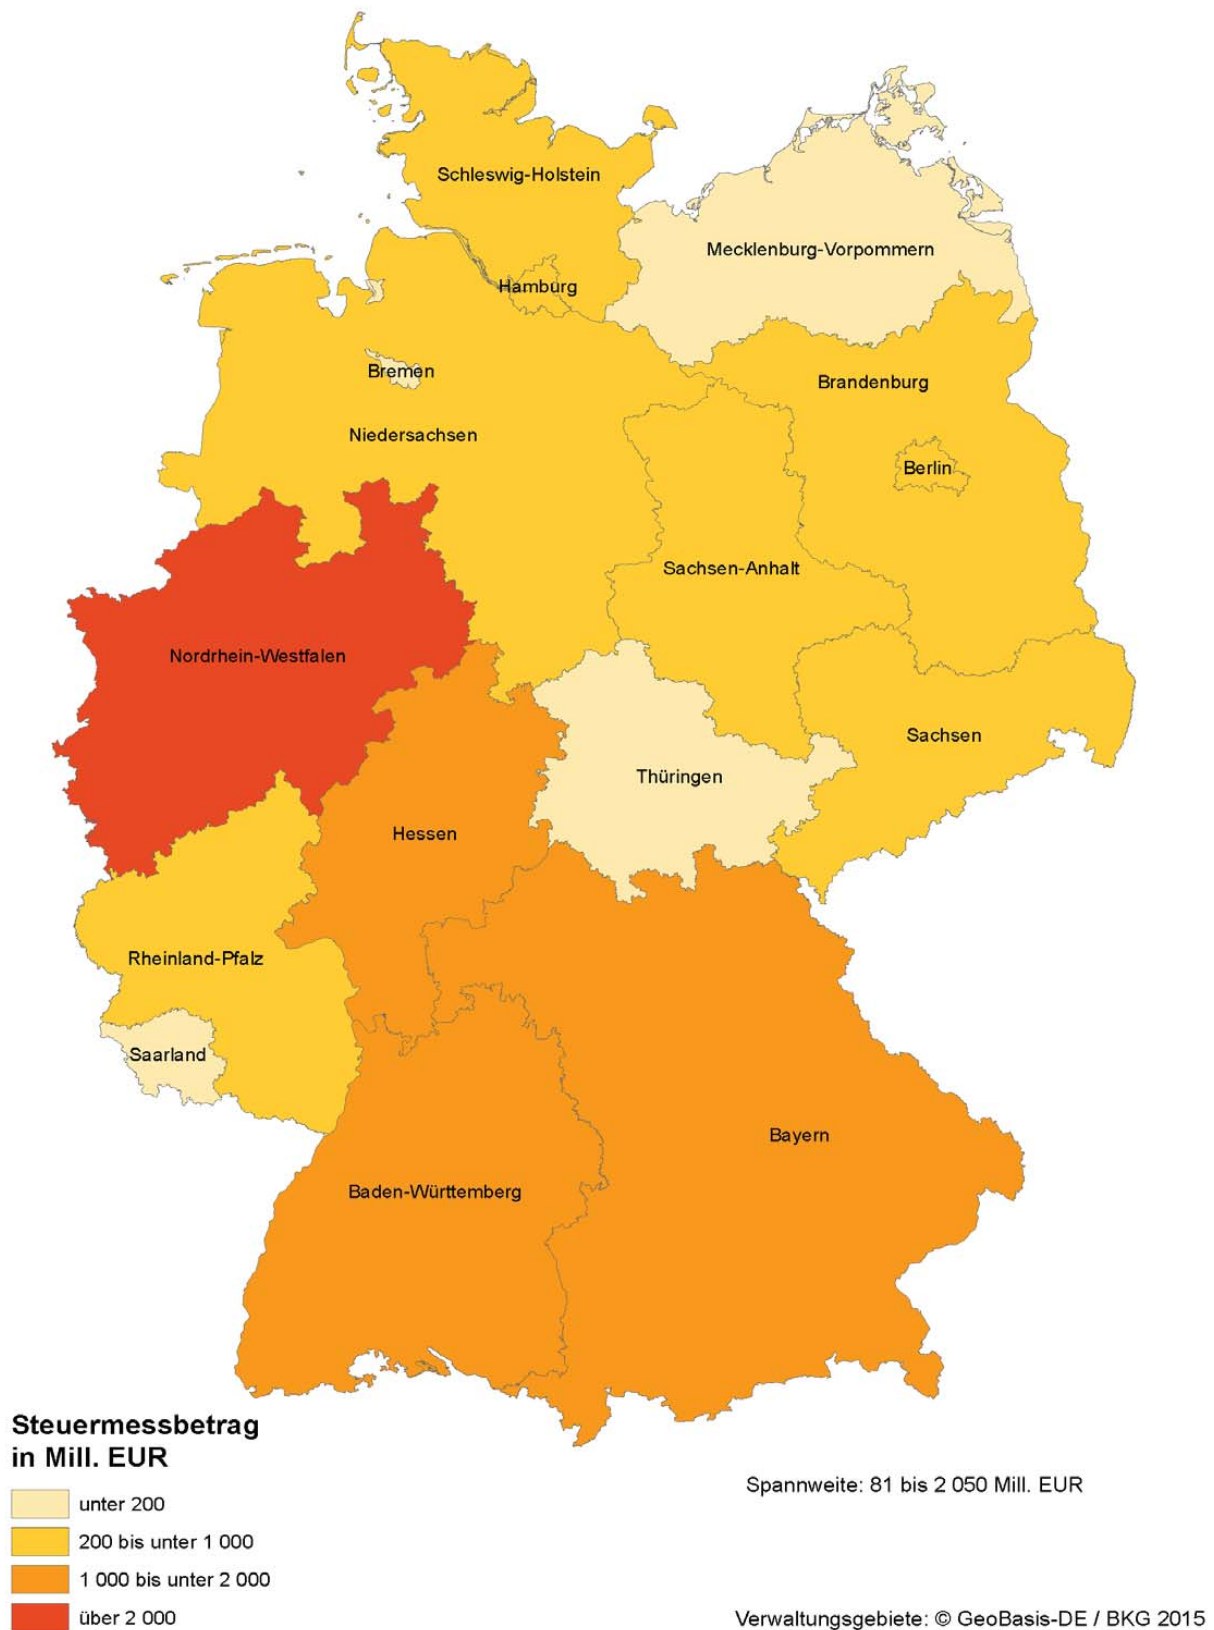 Schleswig-Holstein
Mecklenburg-Vorpommern
Hamburg
Bremen
Brandenburg
Niedersachsen
Berlin
Sachsen-Anhalt
Nordrhein-Westfalen
Sachsen
Thüringen
Hessen
Rheinland-Pfalz
Saarland
Bayern
Baden-Württemberg
Steuermessbetrag
in Mill. EUR
unter 200
200 bis unter 1 000
1 000 bis unter 2 000
über 2 000
Spannweite: 81 bis 2 050 Mill. EUR
Verwaltungsgebiete: © GeoBasis-DE / BKG 2015